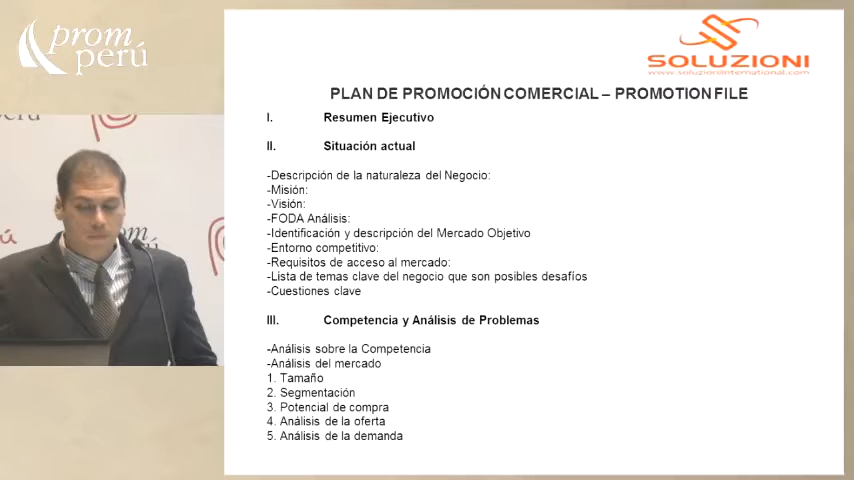 prom
perú
SOLUZIONI
www.soluzioniinternational.com
PLAN DE PROMOCIÓN COMERCIAL – PROMOTION FILE
I. Resumen Ejecutivo
II. Situación actual
-Descripción de la naturaleza del Negocio:
-Misión:
-Visión:
-FODA Análisis:
-Identificación y descripción del Mercado Objetivo
-Entorno competitivo:
-Requisitos de acceso al mercado:
-Lista de temas clave del negocio que son posibles desafíos
-Cuestiones clave
III. Competencia y Análisis de Problemas
-Análisis sobre la Competencia
-Análisis del mercado
1. Tamaño
2. Segmentación
3. Potencial de compra
4. Análisis de la oferta
5. Análisis de la demanda